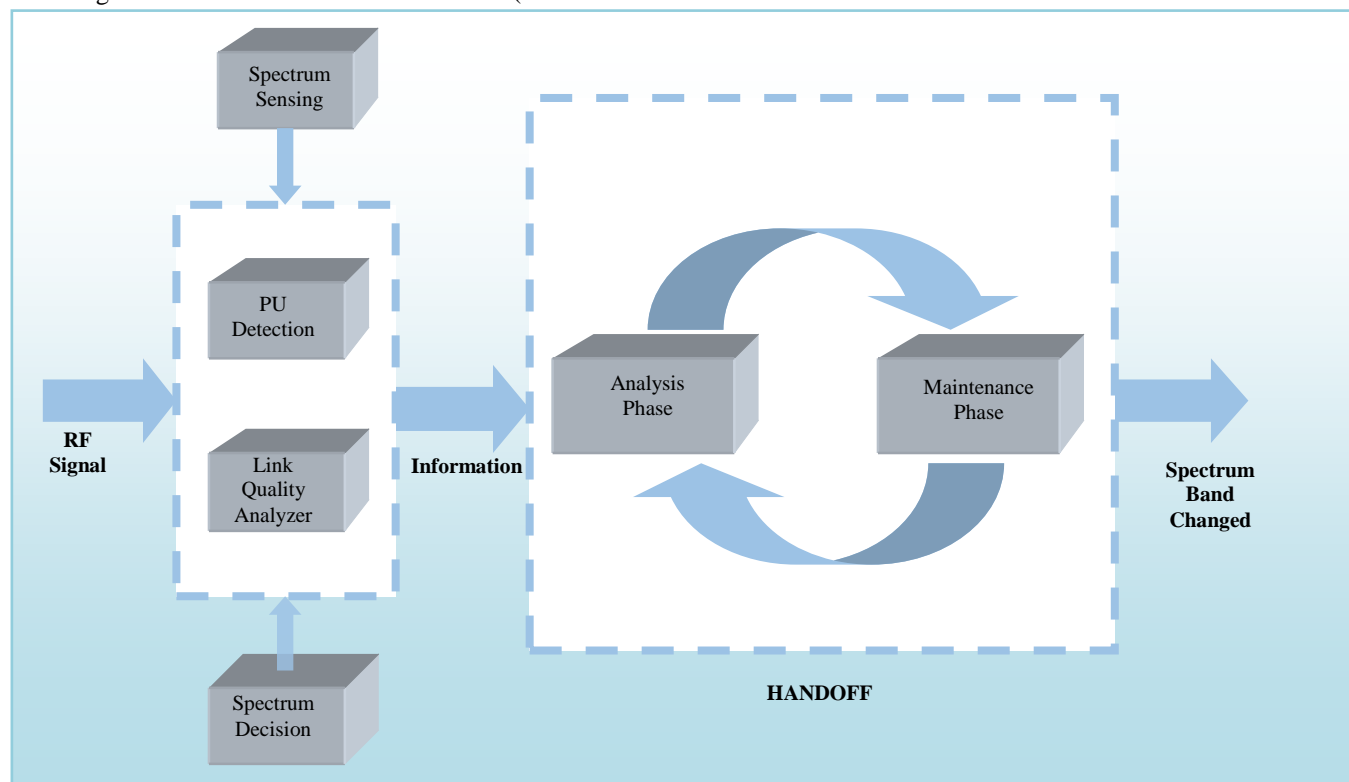 Spectrum
Sensing
PU
Detection
Link
Quality
Analyzer
Spectrum
Decision
RF
Signal
Information
Analysis
Phase
Maintenance
Phase
HANDOFF
Spectrum
Band
Changed